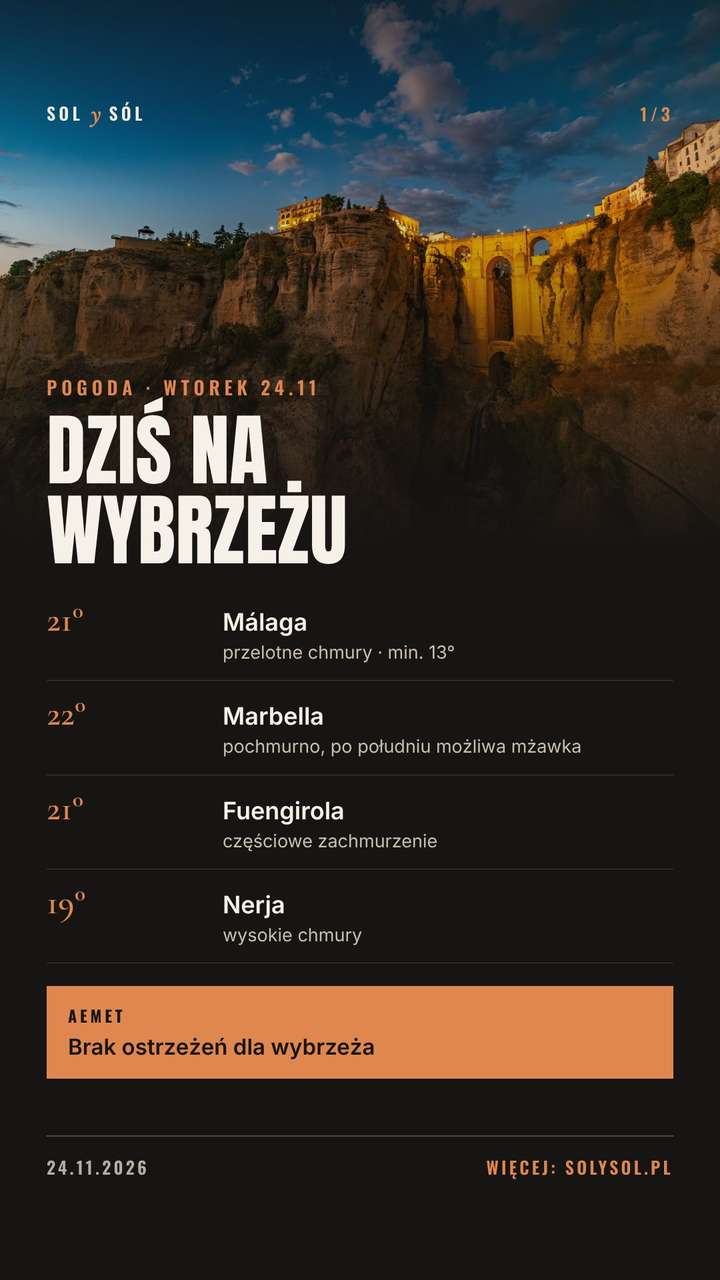 SOL y SÓL
1/3
POGODA · WTOREK 24.11
DZIŚ NA
WYBRZEŻU
21°
Málaga
przelotne chmury · min. 13°
22°
Marbella
pochmurno, po południu możliwa mżawka
21°
Fuengirola
częściowe zachmurzenie
19°
Nerja
wysokie chmury
AEMET
Brak ostrzeżeń dla wybrzeża
24.11.2026
WIĘCEJ: SOLYSOL.PL